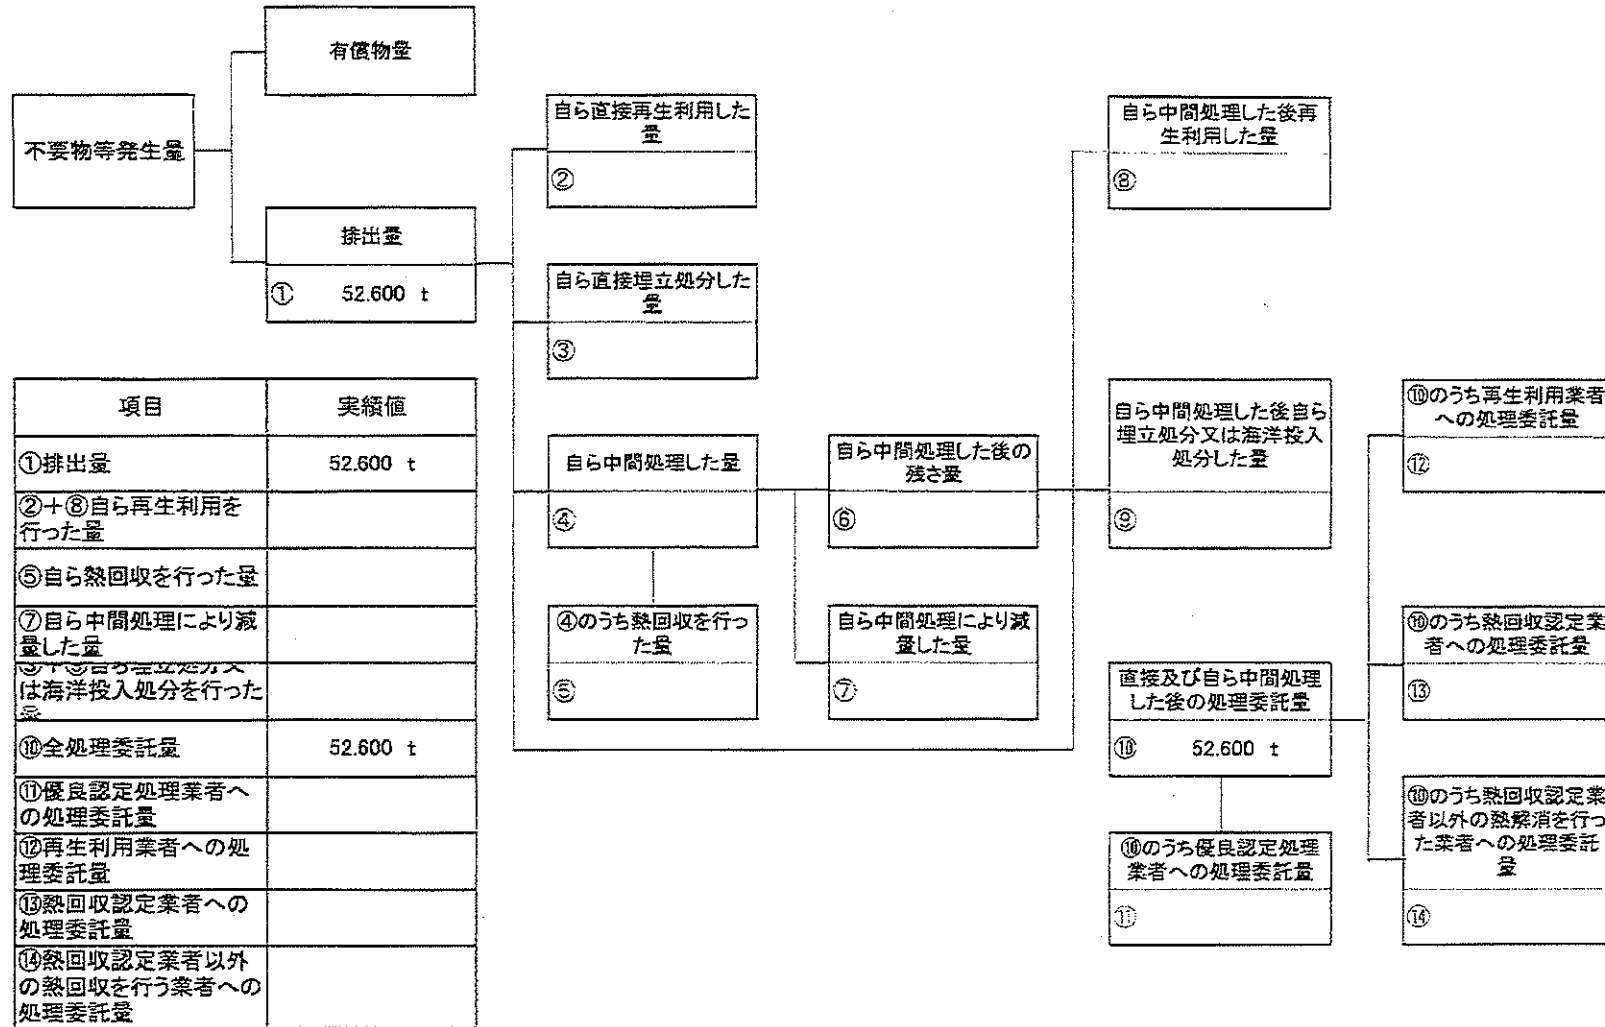 有償物量
不要物等発生量
排出量
① 52.600 t
自ら直接再生利用した
量
②
自ら直接埋立処分した
量
③
自ら中間処理した量
④
④のうち熱回収を行っ
た量
⑤
自ら中間処理した後の
残さ量
⑥
自ら中間処理により減
量した量
⑦
自ら中間処理した後再
生利用した量
⑧
自ら中間処理した後自ら
埋立処分又は海洋投入
処分した量
⑨
直接及び自ら中間処理
した後の処理委託量
⑩ 52.600 t
⑩のうち優良認定処理
業者への処理委託量
⑪
⑩のうち再生利用業者
への処理委託量
⑫
⑩のうち熱回収認定業
者への処理委託量
⑬
⑩のうち熱回収認定業
者以外の熱解消を行っ
た業者への処理委託
量
⑭
項目 実績値
①排出量 52.600 t
②+⑧自ら再生利用を
行った量
⑤自ら熱回収を行った量
⑦自ら中間処理により減
量した量
自ら埋立処分又
は海洋投入処分を行った
量
⑩全処理委託量 52.600 t
⑪優良認定処理業者へ
の処理委託量
⑫再生利用業者への処
理委託量
⑬熱回収認定業者への
処理委託量
⑭熱回収認定業者以外
の熱回収を行う業者への
処理委託量